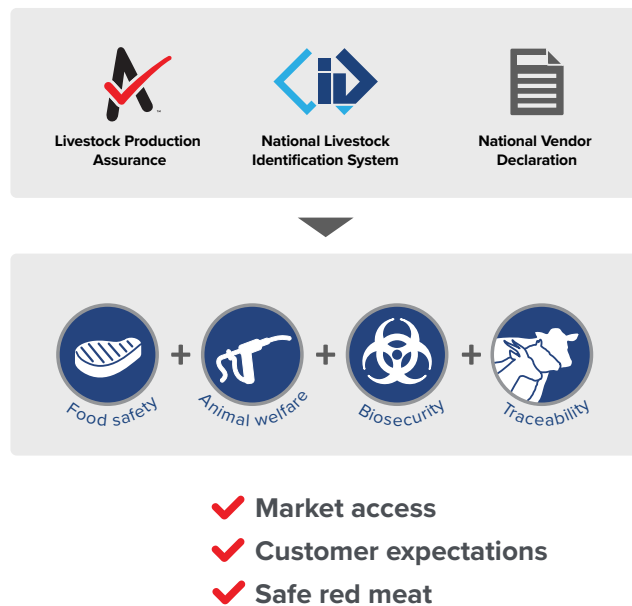 Livestock Production
Assurance
National Livestock
Identification System
National Vendor
Declaration
Food safety
Animal welfare
Biosecurity
Traceability
Market access
Customer expectations
Safe red meat